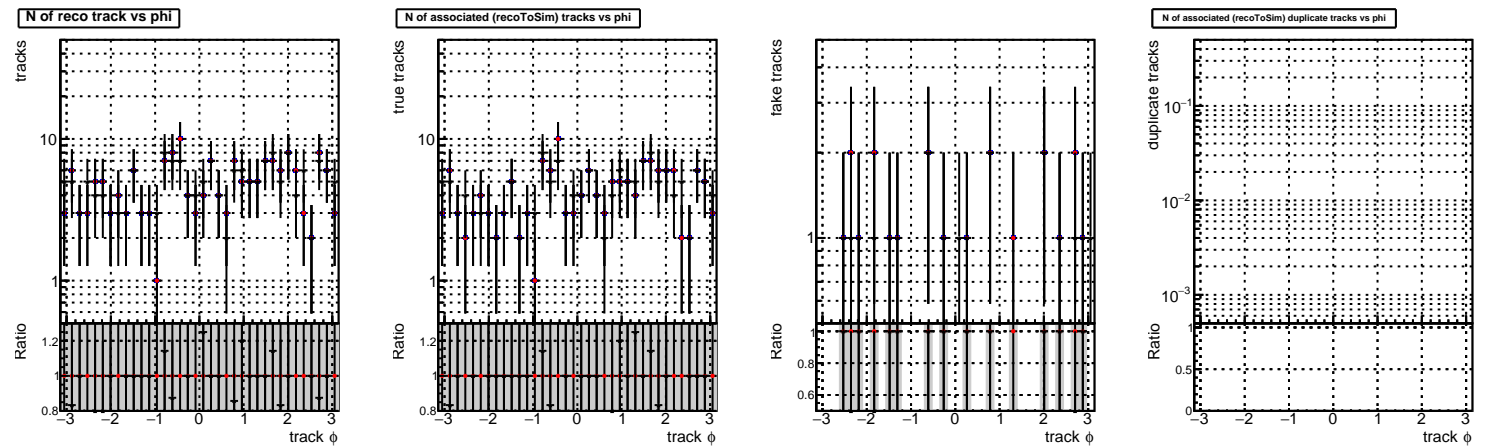 N of reco track vs phi
tracks
10
1
Ratio
1.2
1
0.8
−3 −2 −1 0 1 2 3
track ϕ
N of associated (recoToSim) tracks vs phi
true tracks
10
1
Ratio
1.2
1
0.8
−3 −2 −1 0 1 2 3
track ϕ
fake tracks
1
Ratio
1
0.8
0.6
−3 −2 −1 0 1 2 3
track ϕ
N of associated (recoToSim) duplicate tracks vs phi
duplicate tracks
10⁻¹
10⁻²
10⁻³
Ratio
1
0.5
0
−3 −2 −1 0 1 2 3
track ϕ